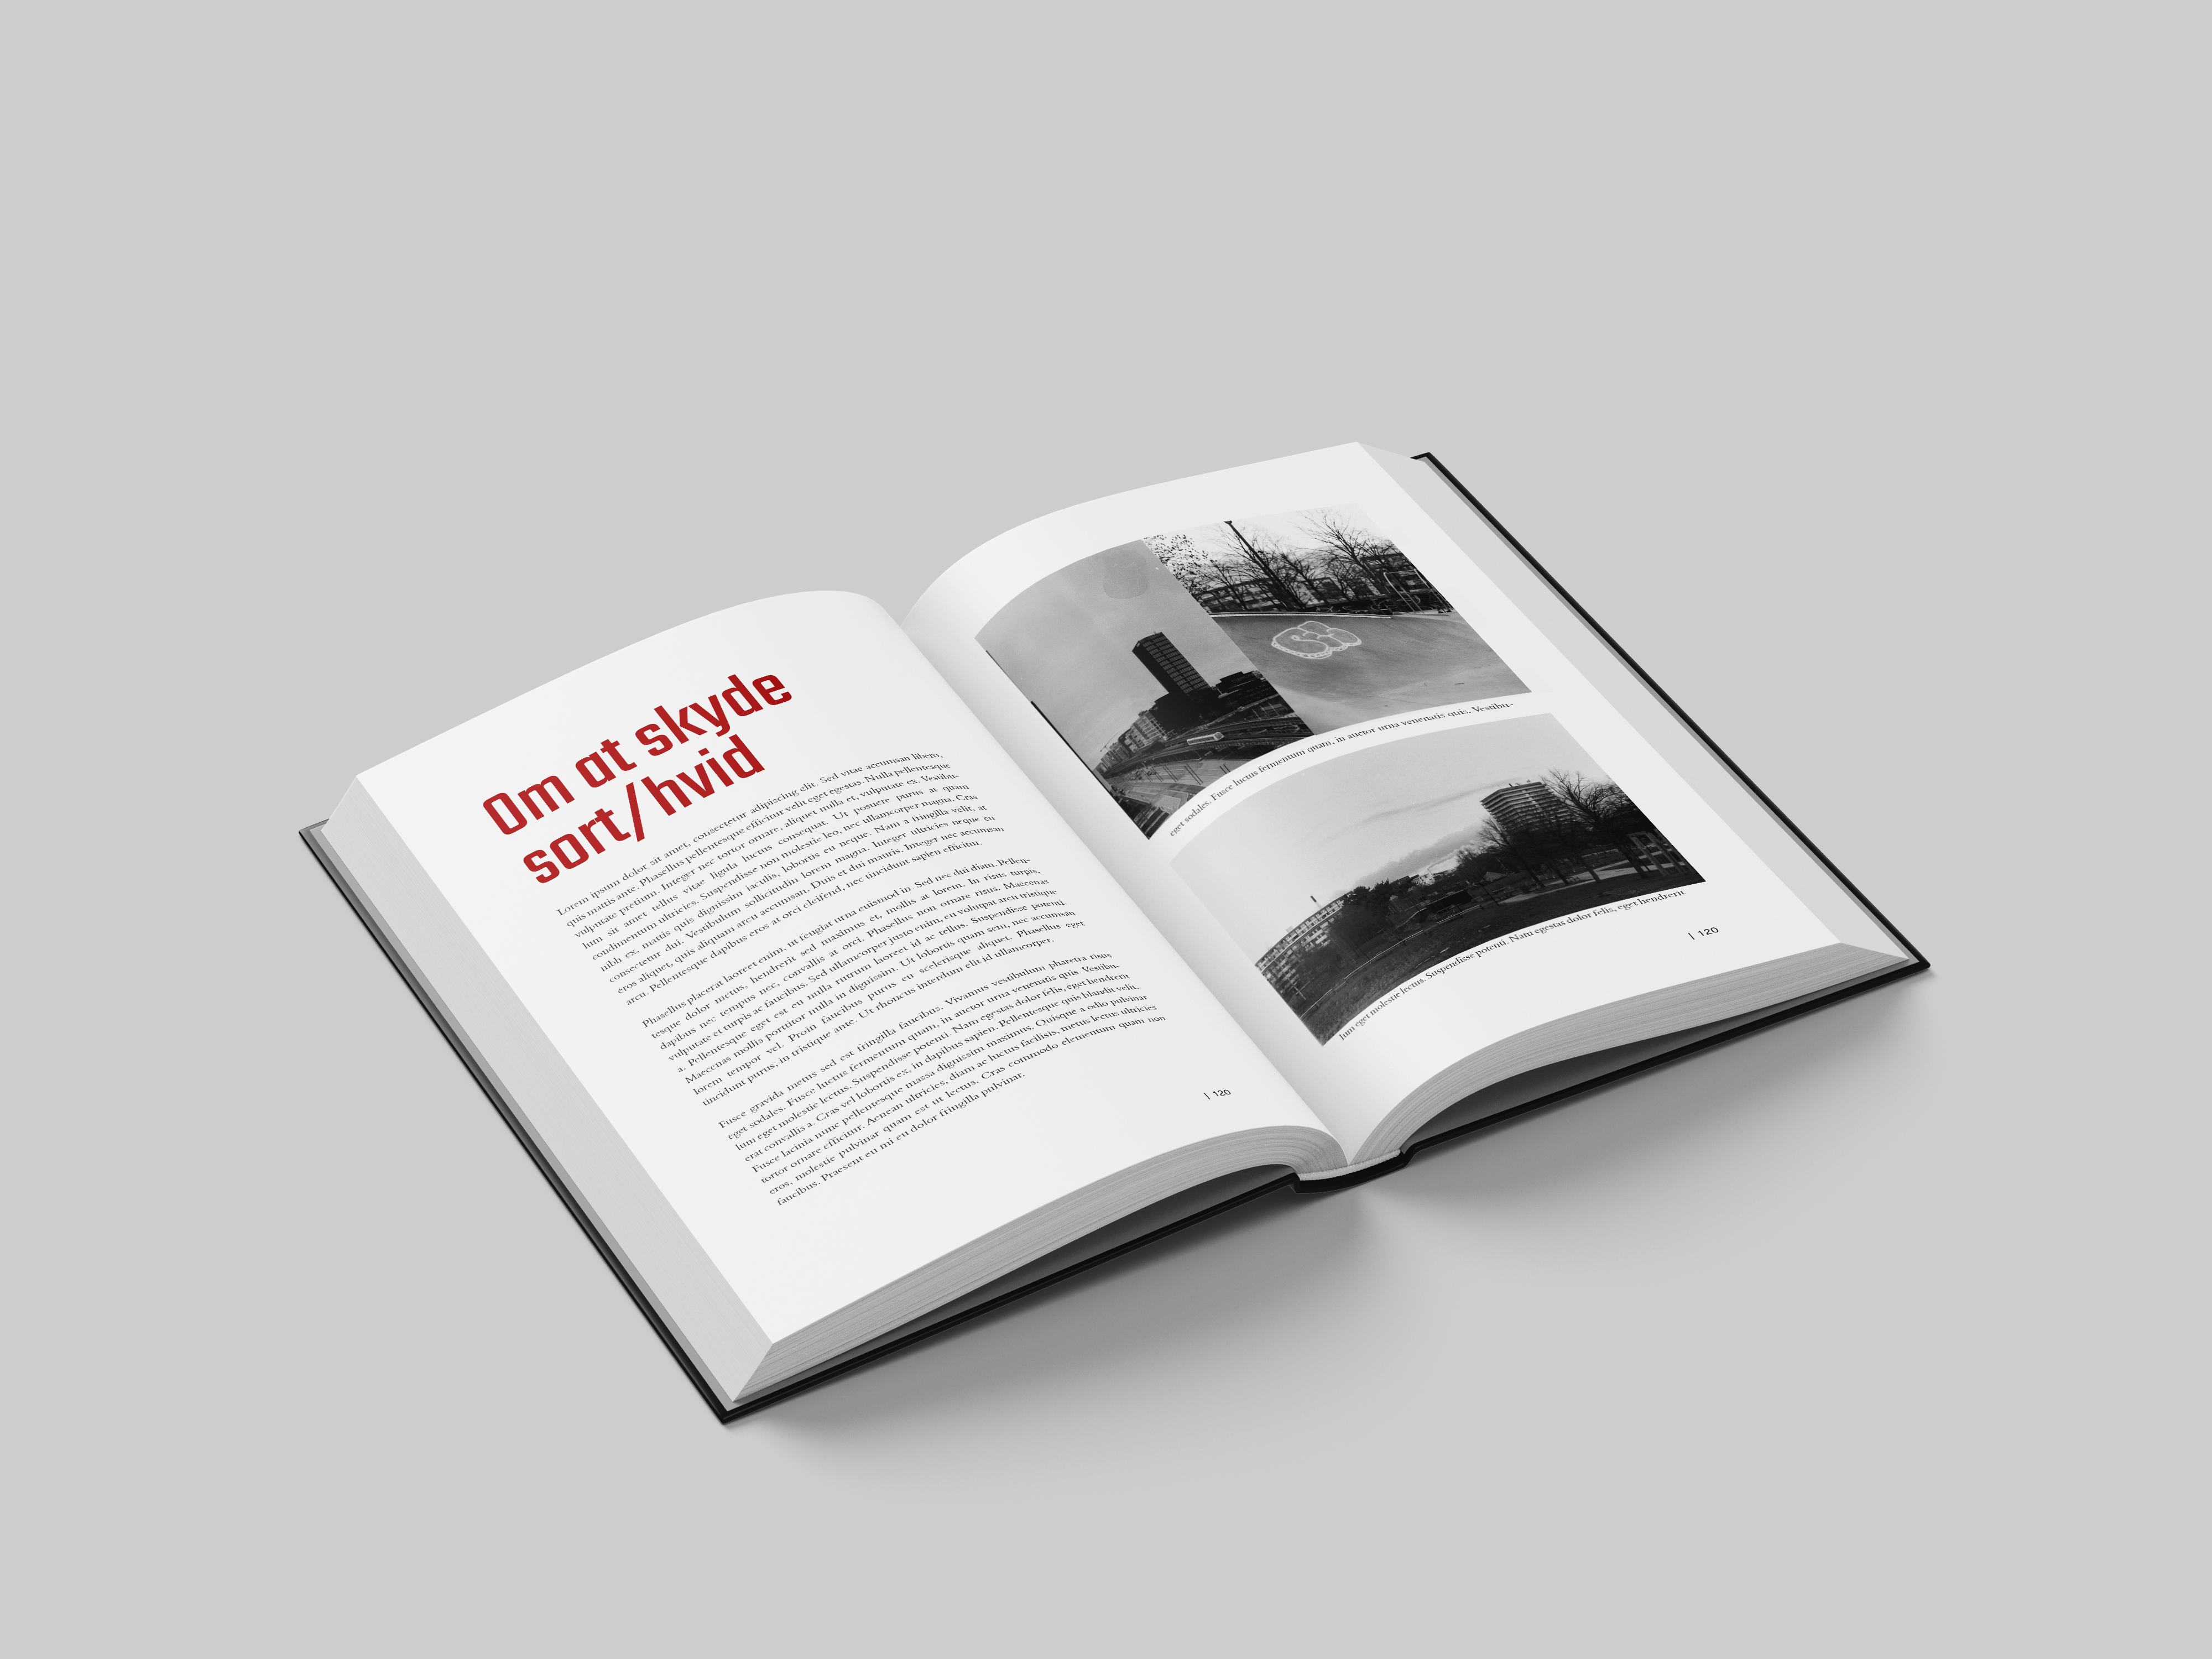 Om at skyde
sort/hvid
Lorem ipsum dolor sit amet, consectetur adipiscing elit. Sed vitae accumsan libero,
quis mattis ante. Phasellus pellentesque efficitur velit eget egestas. Nulla pellentesque
vulputate pretium. Integer nec tortor ornare, aliquet nulla et, vulputate ex. Vestibu-
lum sit amet tellus vitae ligula luctus consequat. Ut posuere purus at quam
condimentum ultricies. Suspendisse non molestie leo, nec ullamcorper magna. Cras
nibh ex, mattis quis dignissim iaculis, lobortis eu neque. Nam a fringilla velit, at
consectetur dui. Vestibulum sollicitudin lorem magna. Integer ultricies neque eu
eros aliquet, quis aliquam arcu accumsan. Duis et dui mauris. Integer nec accumsan
arcu. Pellentesque dapibus eros at orci eleifend, nec tincidunt sapien efficitur.
Phasellus placerat laoreet enim, ut feugiat urna euismod in. Sed nec dui diam. Pellen-
tesque dolor metus, hendrerit sed maximus et, mollis at lorem. In risus turpis,
dapibus nec tempus nec, convallis at orci. Phasellus non ornare risus. Maecenas
vulputate et turpis ac faucibus. Sed ullamcorper justo enim, eu volutpat arcu tristique
a. Pellentesque eget est eu nulla rutrum laoreet id ac tellus. Suspendisse potenti.
Maecenas mollis porttitor nulla in dignissim. Ut lobortis quam sem, nec accumsan
lorem tempor vel. Proin faucibus purus eu scelerisque aliquet. Phasellus eget
tincidunt purus, in tristique ante. Ut rhoncus interdum elit id ullamcorper.
Fusce gravida metus sed est fringilla faucibus. Vivamus vestibulum pharetra risus
eget sodales. Fusce luctus fermentum quam, in auctor urna venenatis quis. Vestibu-
lum eget molestie lectus. Suspendisse potenti. Nam egestas dolor felis, eget hendrerit
erat convallis a. Cras vel lobortis ex, in dapibus sapien. Pellentesque quis blandit velit.
Fusce lacinia nunc pellentesque massa dignissim maximus. Quisque a odio pulvinar
tortor ornare efficitur. Aenean ultricies, diam ac luctus facilisis, metus lectus ultricies
eros, molestie pulvinar quam est ut lectus. Cras commodo elementum quam non
faucibus. Praesent eu mi eu dolor fringilla pulvinar.
| 120
eget sodales. Fusce luctus fermentum quam, in auctor urna venenatis quis. Vestibu-
lum eget molestie lectus. Suspendisse potenti. Nam egestas dolor felis, eget hendrerit
| 120